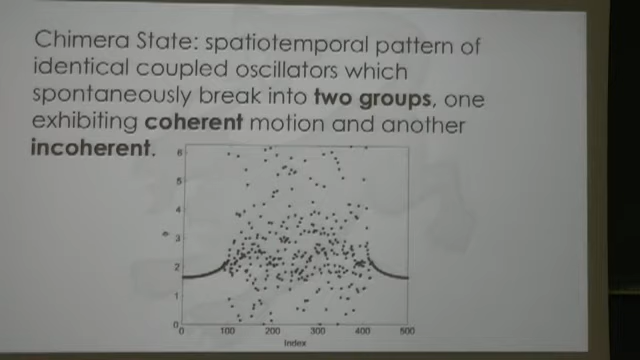 Chimera State: spatiotemporal pattern of
identical coupled oscillators which
spontaneously break into two groups, one
exhibiting coherent motion and another
incoherent.
6
5
4
3
2
1
0
0 100 200 300 400 500
Index